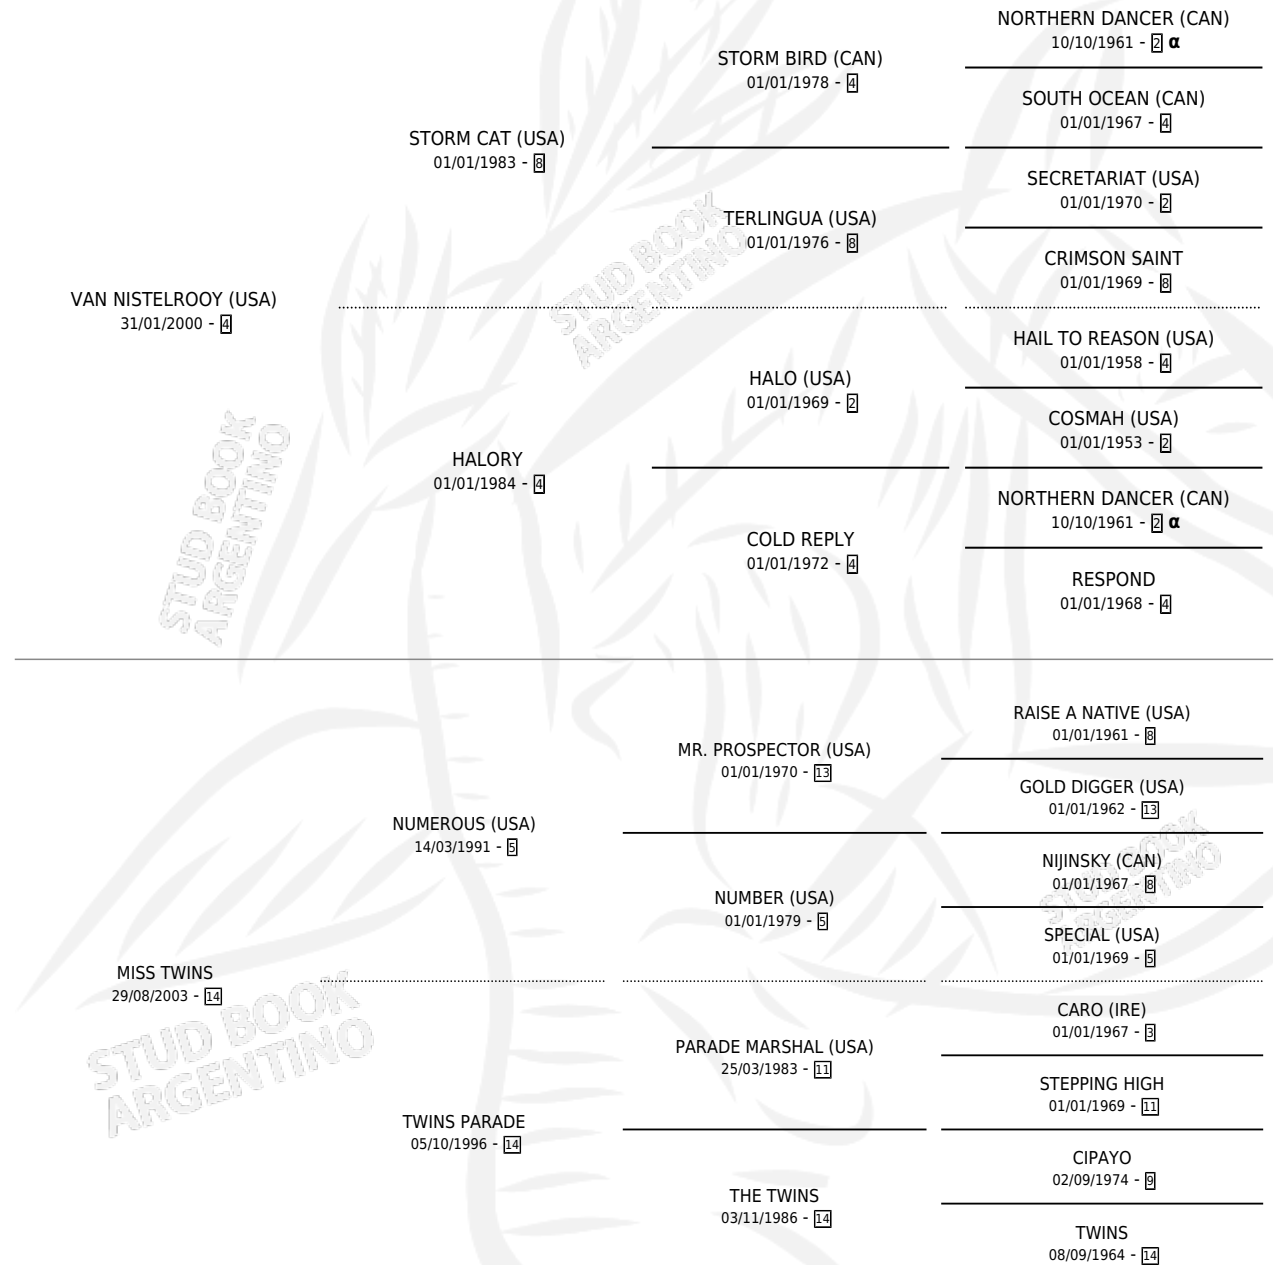 NORTHERN DANCER (CAN)
10/10/1961 - 2 α
STORM BIRD (CAN)
01/01/1978 - 4
SOUTH OCEAN (CAN)
01/01/1967 - 4
STORM CAT (USA)
01/01/1983 - 8
SECRETARIAT (USA)
01/01/1970 - 2
TERLINGUA (USA)
01/01/1976 - 8
CRIMSON SAINT
01/01/1969 - 8
VAN NISTELROOY (USA)
31/01/2000 - 4
HAIL TO REASON (USA)
01/01/1958 - 4
HALO (USA)
01/01/1969 - 2
COSMAH (USA)
01/01/1953 - 2
HALORY
01/01/1984 - 4
NORTHERN DANCER (CAN)
10/10/1961 - 2 α
COLD REPLY
01/01/1972 - 4
RESPOND
01/01/1968 - 4
RAISE A NATIVE (USA)
01/01/1961 - 8
MR. PROSPECTOR (USA)
01/01/1970 - 13
GOLD DIGGER (USA)
01/01/1962 - 13
NUMEROUS (USA)
14/03/1991 - 5
NIJINSKY (CAN)
01/01/1967 - 8
NUMBER (USA)
01/01/1979 - 5
SPECIAL (USA)
01/01/1969 - 5
MISS TWINS
29/08/2003 - 14
CARO (IRE)
01/01/1967 - 3
PARADE MARSHAL (USA)
25/03/1983 - 11
STEPPING HIGH
01/01/1969 - 11
TWINS PARADE
05/10/1996 - 14
CIPAYO
02/09/1974 - 9
THE TWINS
03/11/1986 - 14
TWINS
08/09/1964 - 14
STUD BOOK
ARGENTINO
STUD BOOK
ARGENTINO
STUD BOOK
ARGENTINO
STUD BOOK
ARGENTINO